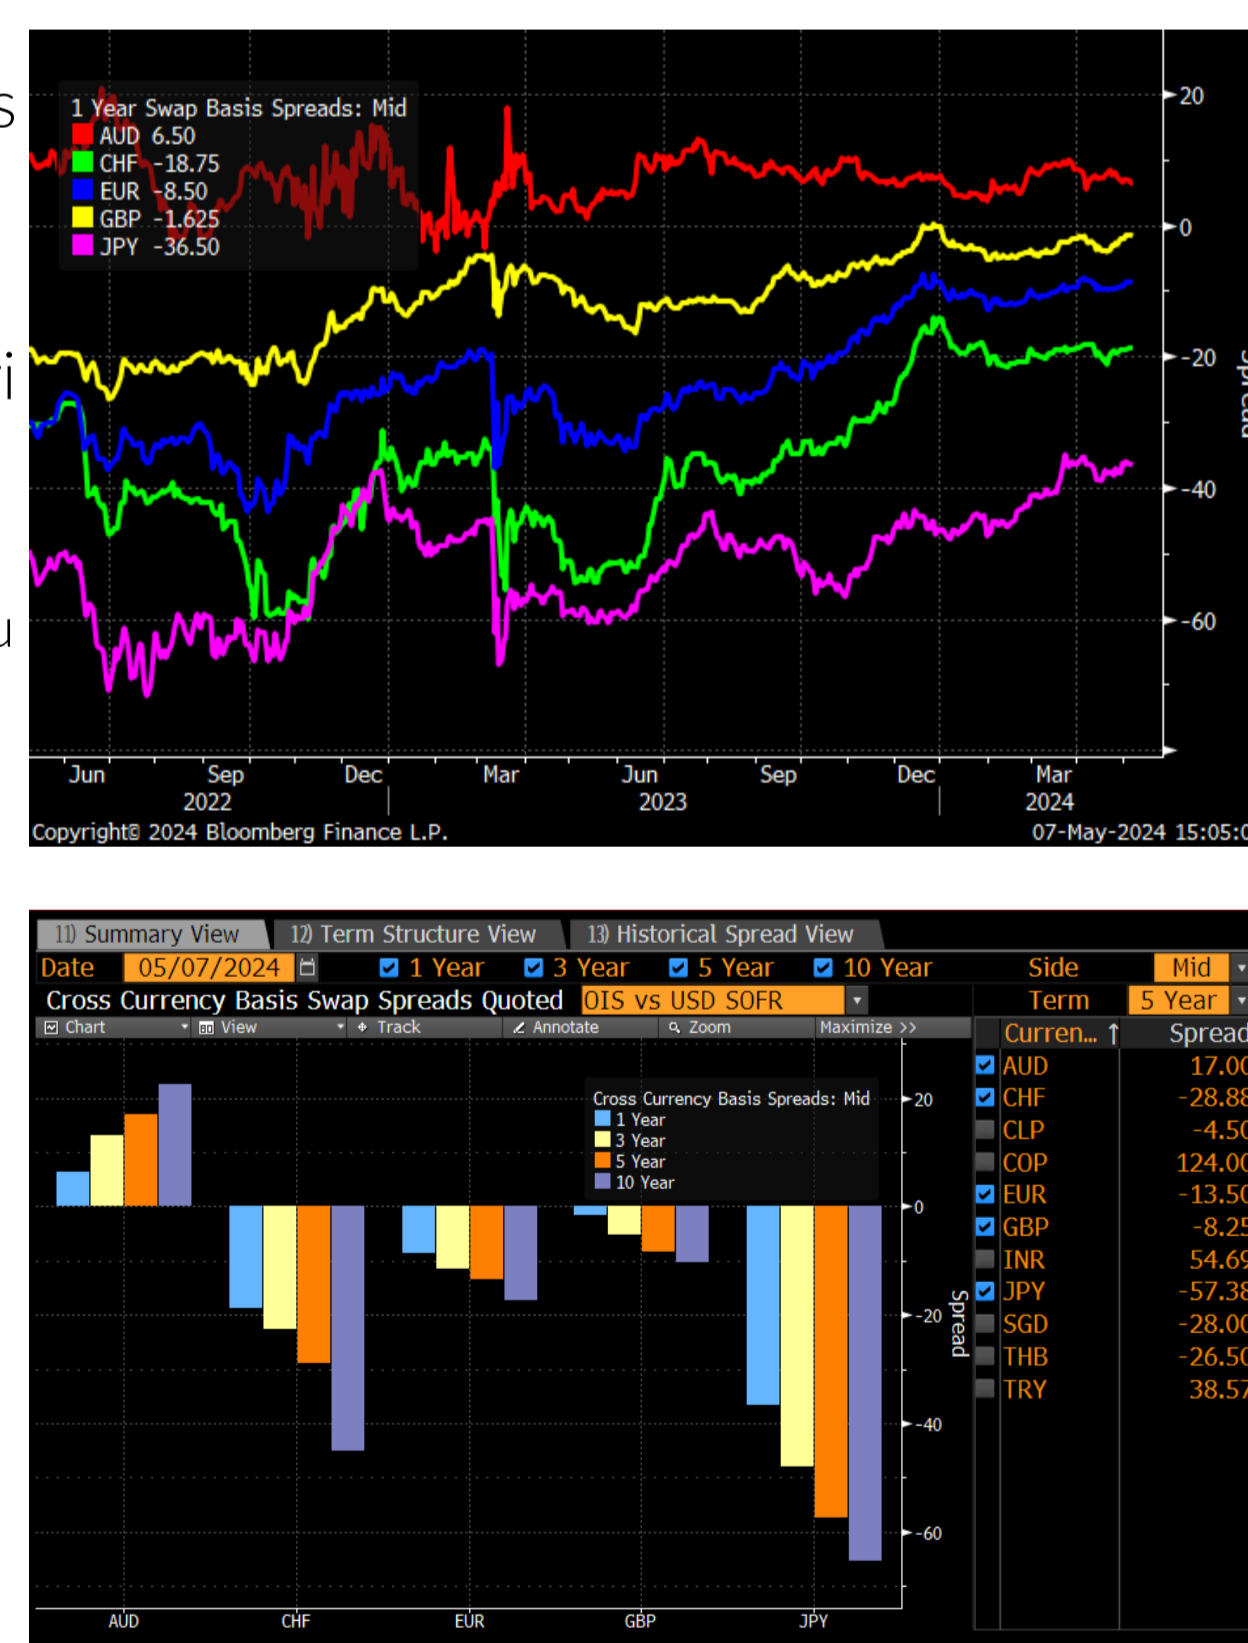 s
ri
u
1 Year Swap Basis Spreads: Mid
AUD 6.50
CHF -18.75
EUR -8.50
GBP -1.625
JPY -36.50
20
0
-20
-40
-60
Spread
Jun Sep Dec Mar Jun Sep Dec Mar
2022 2023 2024
Copyright© 2024 Bloomberg Finance L.P. 07-May-2024 15:05:0
11) Summary View 12) Term Structure View 13) Historical Spread View
Date 05/07/2024 1 Year 3 Year 5 Year 10 Year Side Mid
Cross Currency Basis Swap Spreads Quoted OIS vs USD SOFR Term 5 Year
Chart View Track Annotate Zoom Maximize >>
Curren... ↑ Spread
AUD 17.00
CHF -28.88
CLP -4.50
COP 124.00
EUR -13.50
GBP -8.25
INR 54.69
JPY -57.38
SGD -28.00
THB -26.50
TRY 38.57
Cross Currency Basis Spreads: Mid
1 Year
3 Year
5 Year
10 Year
20
0
-20
-40
-60
Spread
AUD CHF EUR GBP JPY